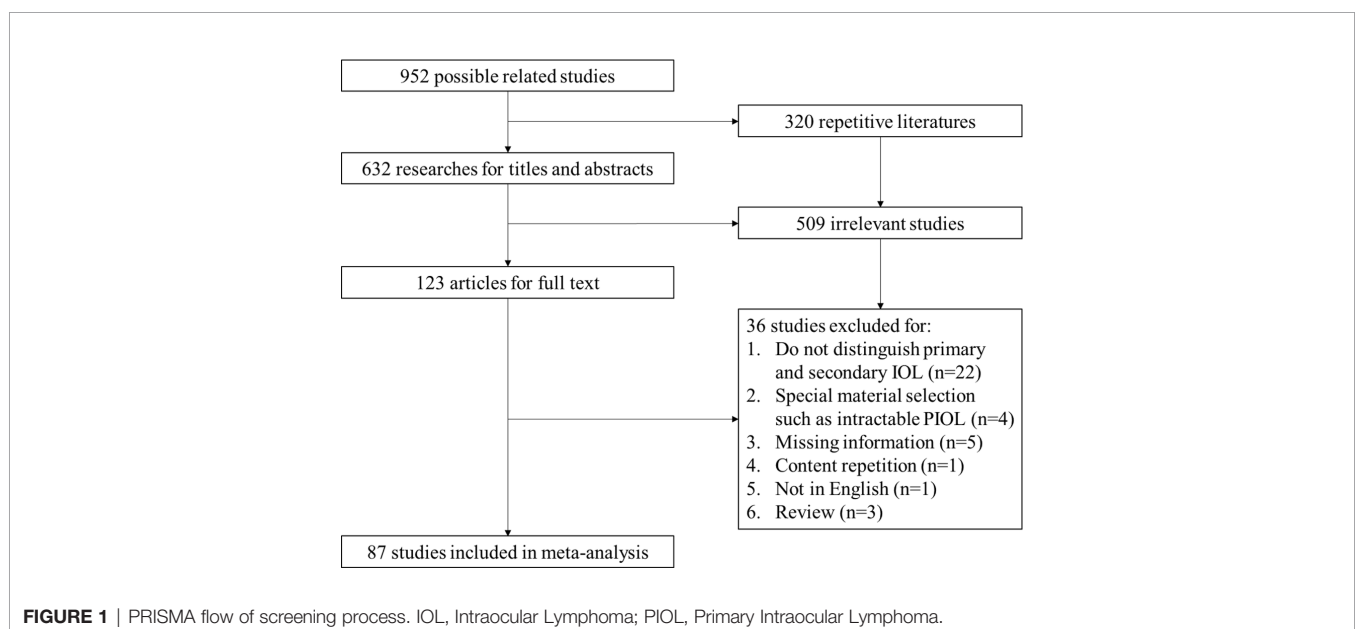 952 possible related studies
320 repetitive literatures
632 researches for titles and abstracts
509 irrelevant studies
123 articles for full text
36 studies excluded for:
1. Do not distinguish primary
and secondary IOL (n=22)
2. Special material selection
such as intractable PIOL (n=4)
3. Missing information (n=5)
4. Content repetition (n=1)
5. Not in English (n=1)
6. Review (n=3)
87 studies included in meta-analysis
FIGURE 1 | PRISMA flow of screening process. IOL, Intraocular Lymphoma; PIOL, Primary Intraocular Lymphoma.